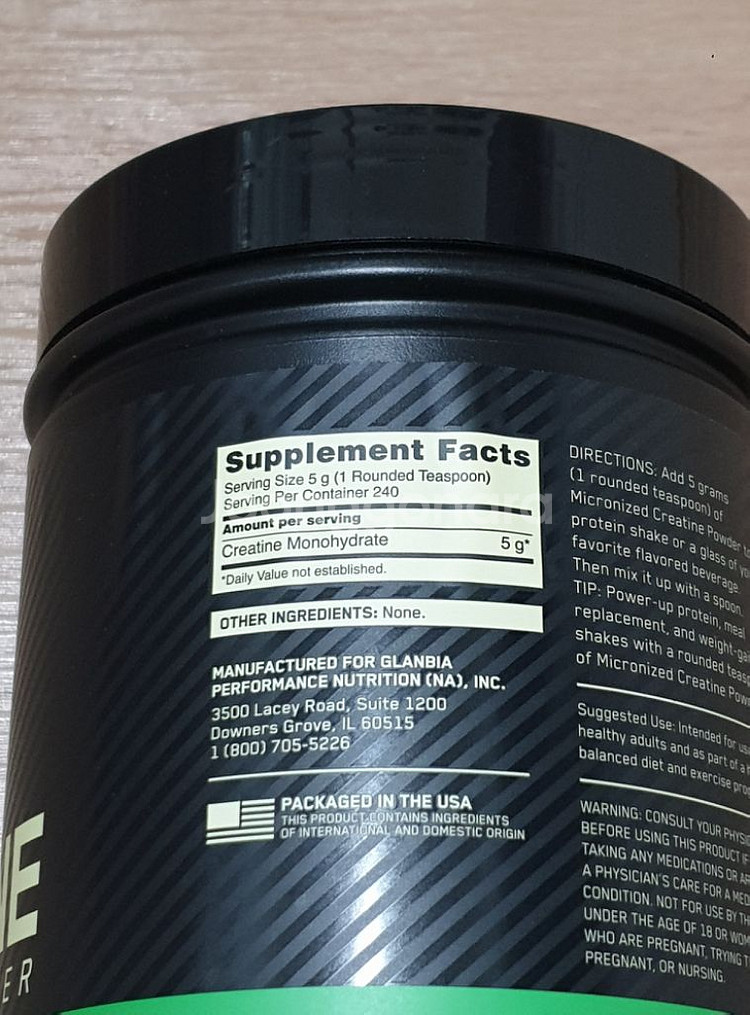 Supplement Facts
Serving Size 5 g (1 Rounded Teaspoon)
Serving Per Container 240
Amount per serving
Creatine Monohydrate 5 g*
*Daily Value not established.
OTHER INGREDIENTS: None.
MANUFACTURED FOR GLANBIA
PERFORMANCE NUTRITION (NA), INC.
3500 Lacey Road, Suite 1200
Downers Grove, IL 60515
1 (800) 705-5226
PACKAGED IN THE USA
THIS PRODUCT CONTAINS INGREDIENTS
OF INTERNATIONAL AND DOMESTIC ORIGIN
DIRECTIONS: Add 5 grams
(1 rounded teaspoon) of
Micronized Creatine Powder
protein shake or a glass of
favorite flavored beverage.
Then mix it up with a spoon
TIP: Power-up protein, meal
replacement, and weight-
shakes with a rounded
of Micronized Creatine
Suggested Use: Intended for
healthy adults and as part of a
balanced diet and exercise
WARNING: CONSULT YOUR
BEFORE USING THIS PRODUCT
TAKING ANY MEDICATIONS OR
A PHYSICIAN'S CARE FOR A
CONDITION. NOT FOR USE BY
UNDER THE AGE OF 18 OR
WHO ARE PREGNANT, TRYING
PREGNANT, OR NURSING.
E
ER